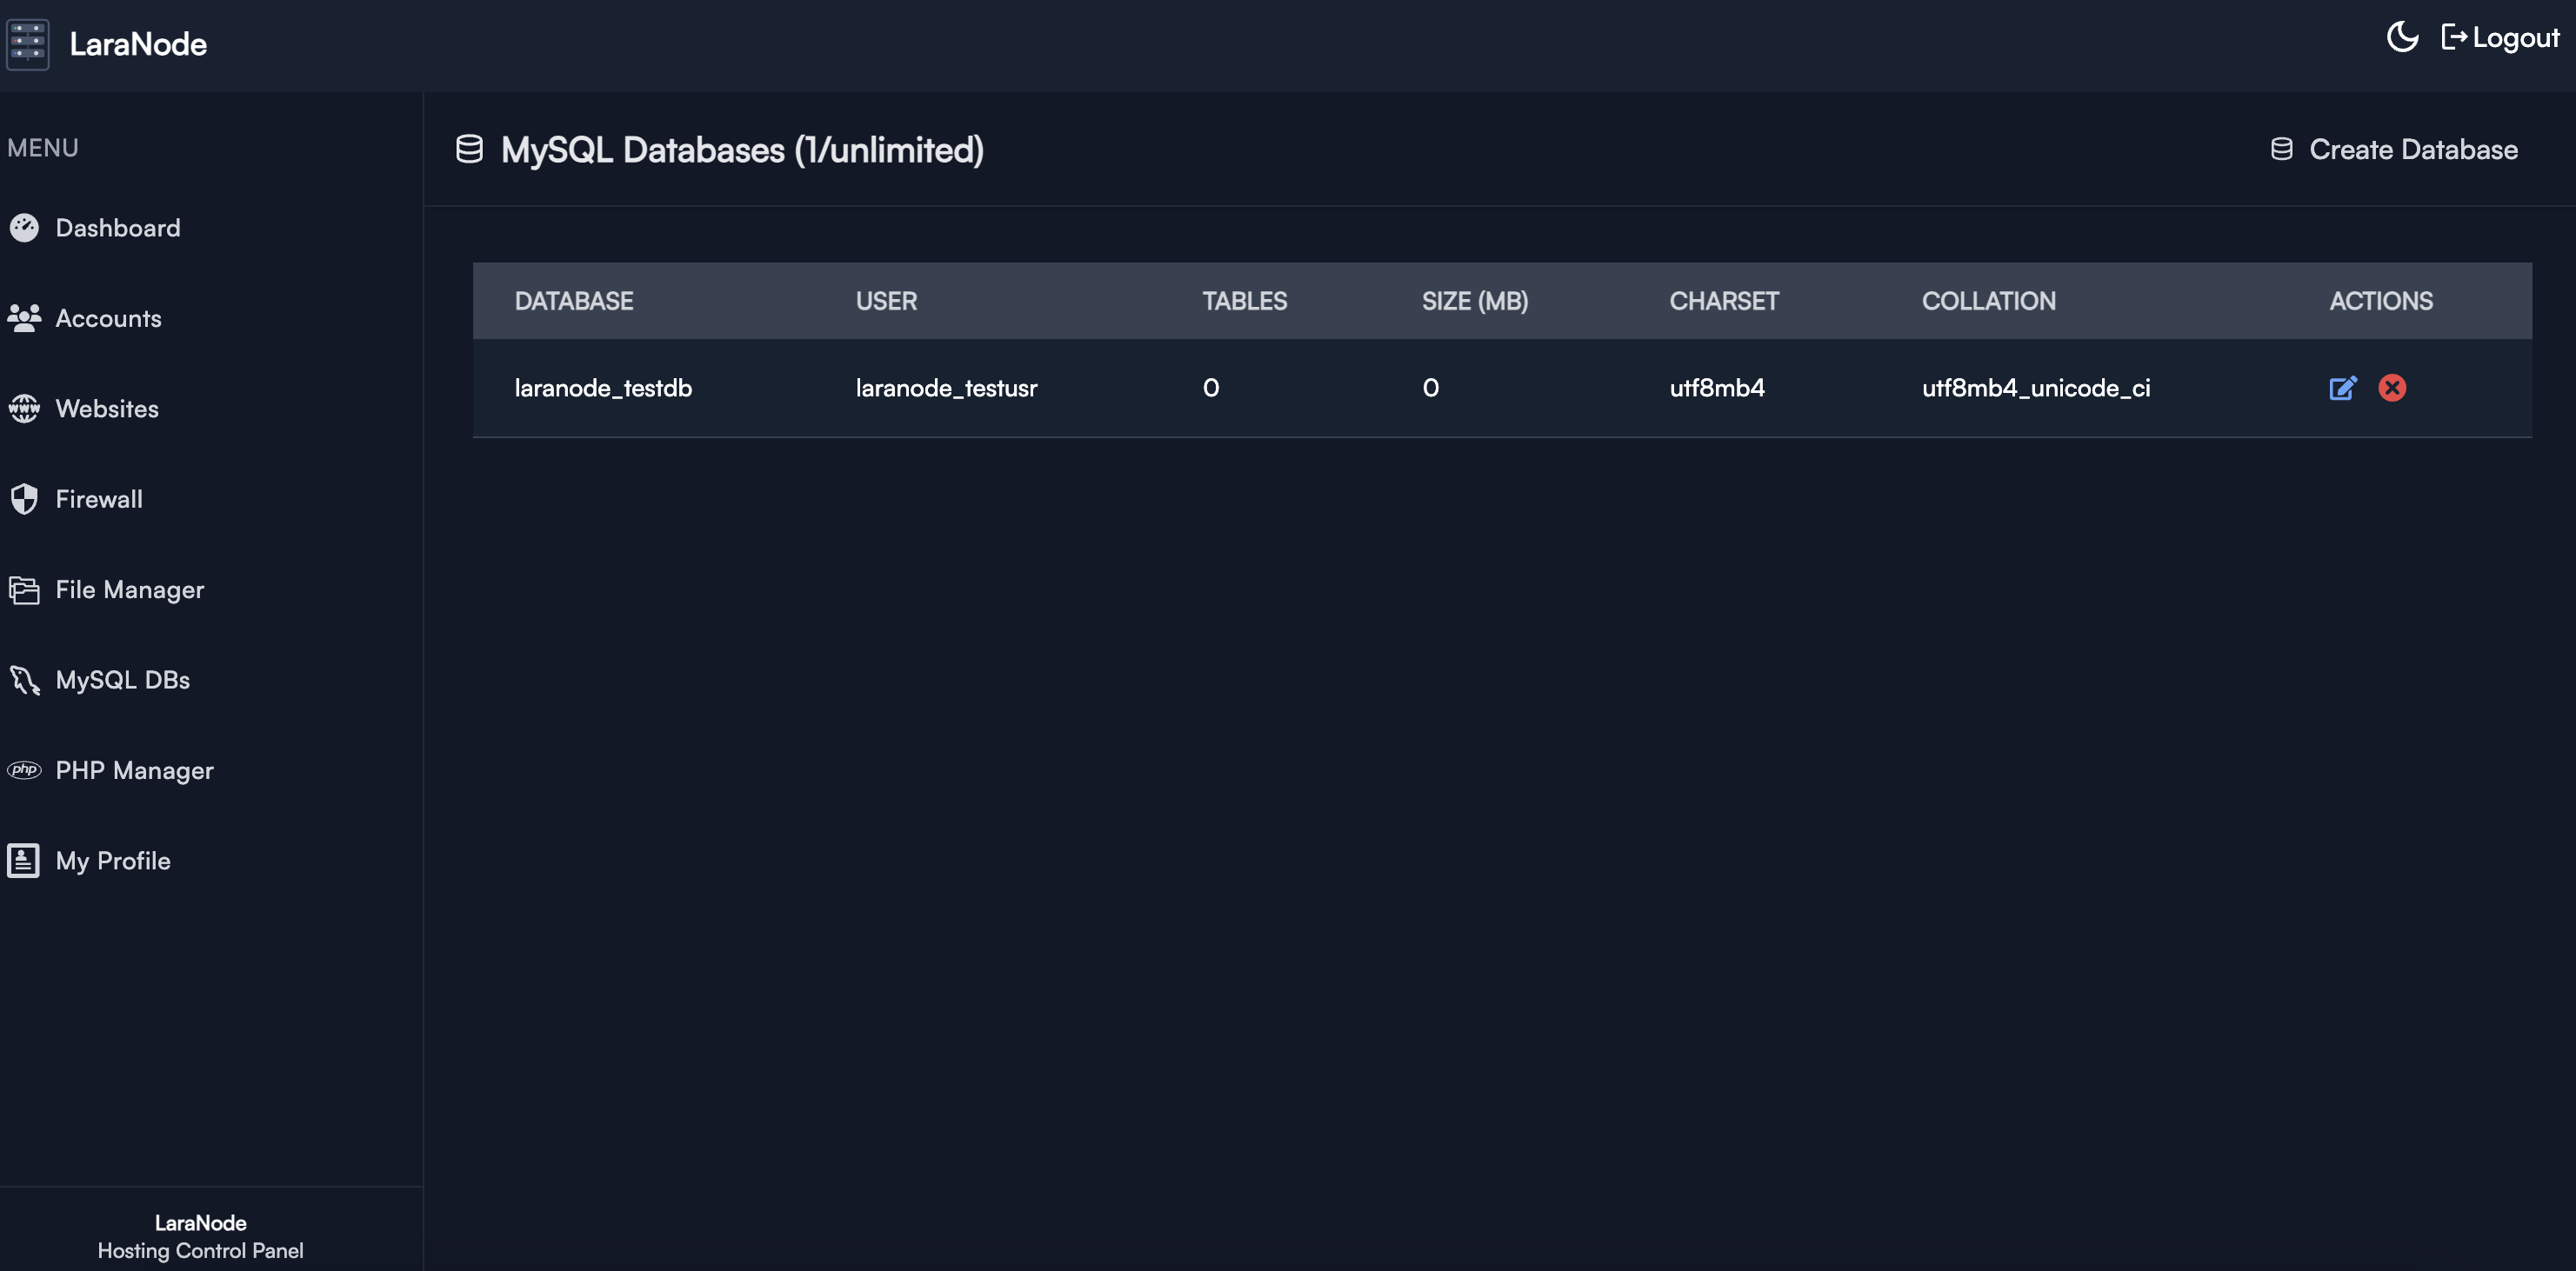 LaraNode
Logout
MENU
Dashboard
Accounts
Websites
Firewall
File Manager
MySQL DBs
PHP Manager
My Profile
LaraNode
Hosting Control Panel
MySQL Databases (1/unlimited)
Create Database
DATABASE USER TABLES SIZE (MB) CHARSET COLLATION ACTIONS
laranode_testdb laranode_testusr 0 0 utf8mb4 utf8mb4_unicode_ci